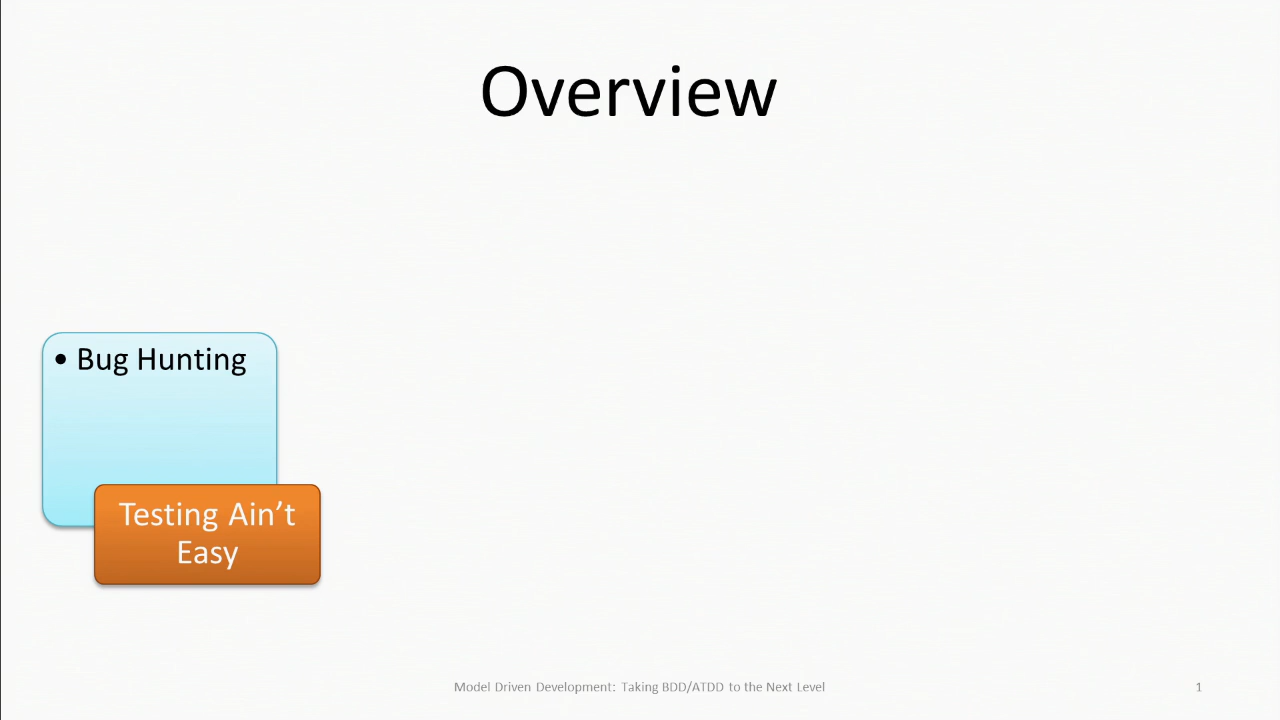 Overview
• Bug Hunting
Testing Ain’t
Easy
Model Driven Development: Taking BDD/ATDD to the Next Level
1